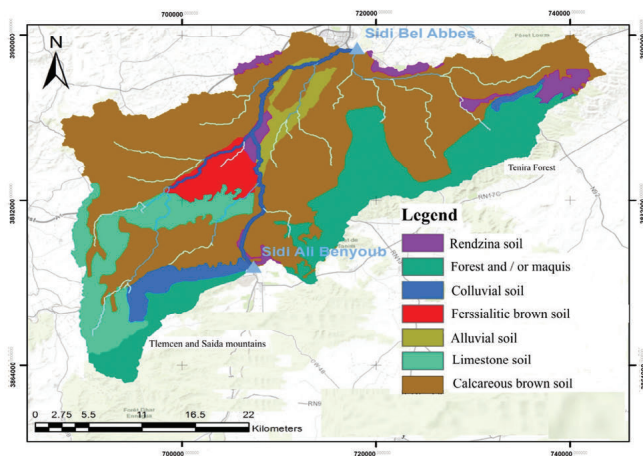 700000
720000
740000
3900000
Sidi Bel Abbes
N
Tenira Forest
3882000
RN17C
Legend
Rendzina soil
Sidi Ali Benyoub
Forest and / or maquis
Colluvial soil
Ferssialitic brown soil
Alluvial soil
Tlemcen and Saida mountains
Limestone soil
3864000
Calcareous brown soil
0 2.75 5.5 11 16.5 22
Kilometers
700000
720000
740000